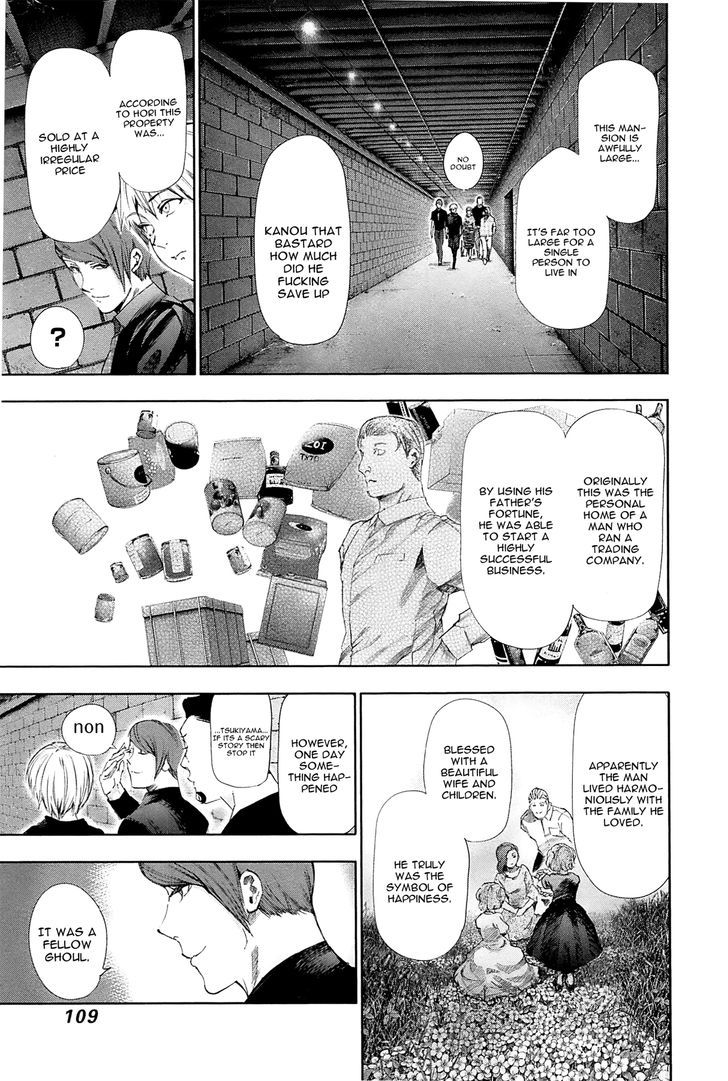 THIS MAN-
SION IS
AWFULLY
LARGE...
IT'S FAR TOO
LARGE FOR A
SINGLE
PERSON TO
LIVE IN
NO
DOUBT
KANOU THAT
BASTARD
HOW MUCH
DID HE
FUCKING
SAVE UP
ACCORDING
TO HORI THIS
PROPERTY
WAS...
SOLD AT A
HIGHLY
IRREGULAR
PRICE
?
ORIGINALLY
THIS WAS THE
PERSONAL
HOME OF A
MAN WHO
RAN A
TRADING
COMPANY.
BY USING HIS
FATHER'S
FORTUNE,
HE WAS ABLE
TO START A
HIGHLY
SUCCESSFUL
BUSINESS.
201
TX70
APPARENTLY
THE MAN
LIVED HARMO-
NIOUSLY WITH
THE FAMILY HE
LOVED.
BLESSED
WITH A
BEAUTIFUL
WIFE AND
CHILDREN.
HE TRULY
WAS THE
SYMBOL OF
HAPPINESS.
HOWEVER,
ONE DAY
SOME-
THING HAP-
PENED
...TSUKIYAMA...
IF ITS A SCARY
STORY THEN
STOP IT
non
IT WAS A
FELLOW
GHOUL.
109